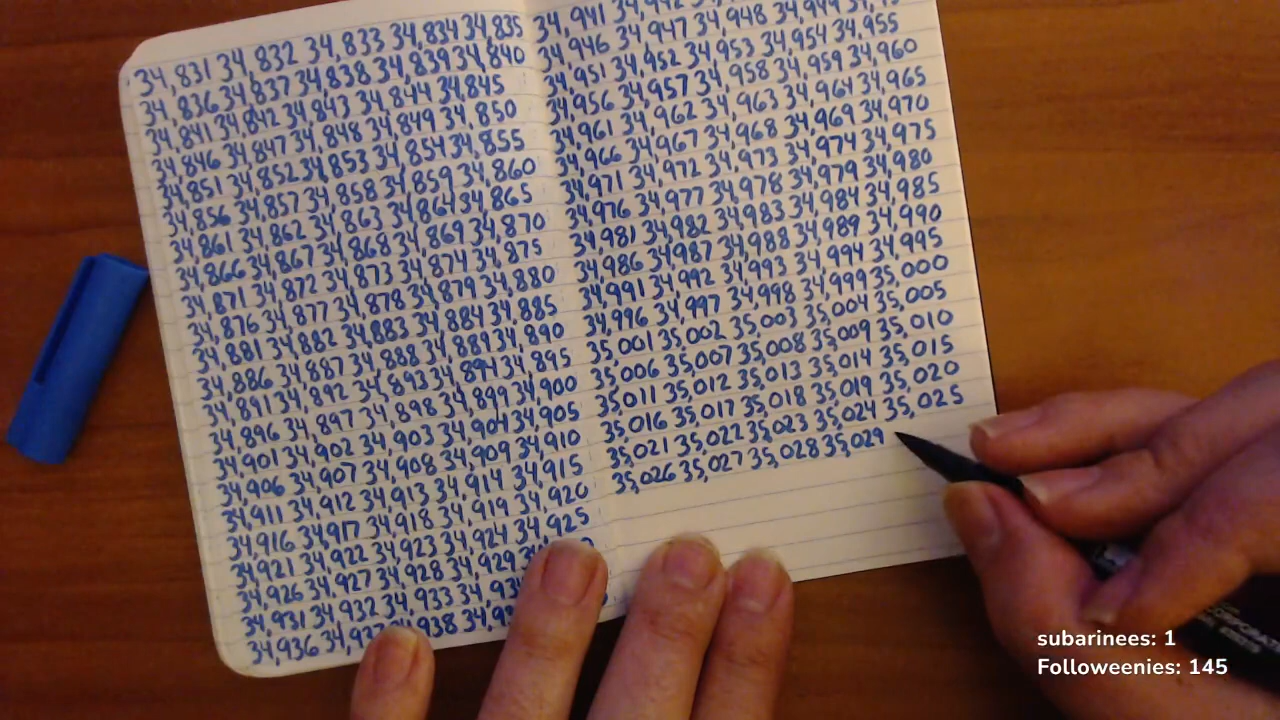 34,831 34,832 34,833 34,834 34,835
34,836 34,837 34,838 34,839 34,840
34,841 34,842 34,843 34,844 34,845
34,846 34,847 34,848 34,849 34,850
34,851 34,852 34,853 34,854 34,855
34,856 34,857 34,858 34,859 34,860
34,861 34,862 34,863 34,864 34,865
34,866 34,867 34,868 34,869 34,870
34,871 34,872 34,873 34,874 34,875
34,876 34,877 34,878 34,879 34,880
34,881 34,882 34,883 34,884 34,885
34,886 34,887 34,888 34,889 34,890
34,891 34,892 34,893 34,894 34,895
34,896 34,897 34,898 34,899 34,900
34,901 34,902 34,903 34,904 34,905
34,906 34,907 34,908 34,909 34,910
34,911 34,912 34,913 34,914 34,915
34,916 34,917 34,918 34,919 34,920
34,921 34,922 34,923 34,924 34,925
34,926 34,927 34,928 34,929
34,931 34,932 34,933
34,936 34,938
34,941 34,942
34,946 34,947 34,948 34,949
34,951 34,952 34,953 34,954 34,955
34,956 34,957 34,958 34,959 34,960
34,961 34,962 34,963 34,964 34,965
34,966 34,967 34,968 34,969 34,970
34,971 34,972 34,973 34,974 34,975
34,976 34,977 34,978 34,979 34,980
34,981 34,982 34,983 34,984 34,985
34,986 34,987 34,988 34,989 34,990
34,991 34,992 34,993 34,994 34,995
34,996 34,997 34,998 34,999 35,000
35,001 35,002 35,003 35,004 35,005
35,006 35,007 35,008 35,009 35,010
35,011 35,012 35,013 35,014 35,015
35,016 35,017 35,018 35,019 35,020
35,021 35,022 35,023 35,024 35,025
35,026 35,027 35,028 35,029
subarinees: 1
Followeenies: 145